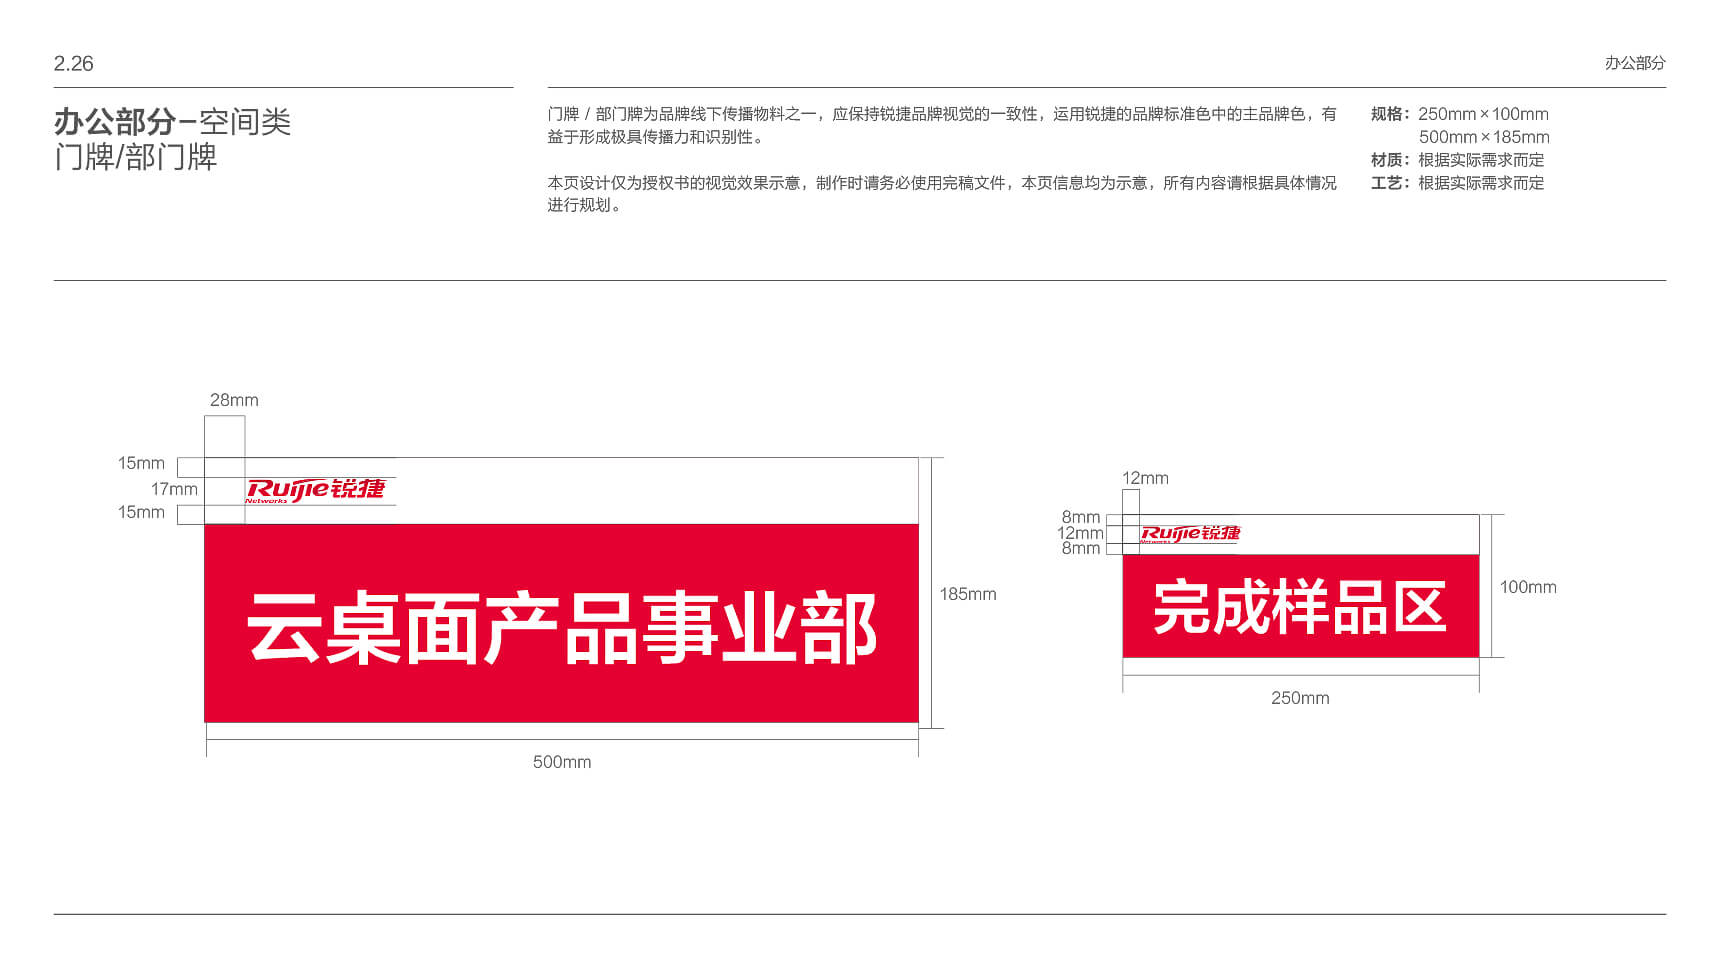 2.26
办公部分
办公部分–空间类
门牌/部门牌
门牌 / 部门牌为品牌线下传播物料之一，应保持锐捷品牌视觉的一致性，运用锐捷的品牌标准色中的主品牌色，有
益于形成极具传播力和识别性。
本页设计仅为授权书的视觉效果示意，制作时请务必使用完稿文件，本页信息均为示意，所有内容请根据具体情况
进行规划。
规格：250mm×100mm
500mm×185mm
材质：根据实际需求而定
工艺：根据实际需求而定
28mm
15mm
17mm
15mm
Ruijie锐捷
Networks
云桌面产品事业部
185mm
500mm
12mm
8mm
12mm
8mm
Ruijie锐捷
Networks
完成样品区
100mm
250mm